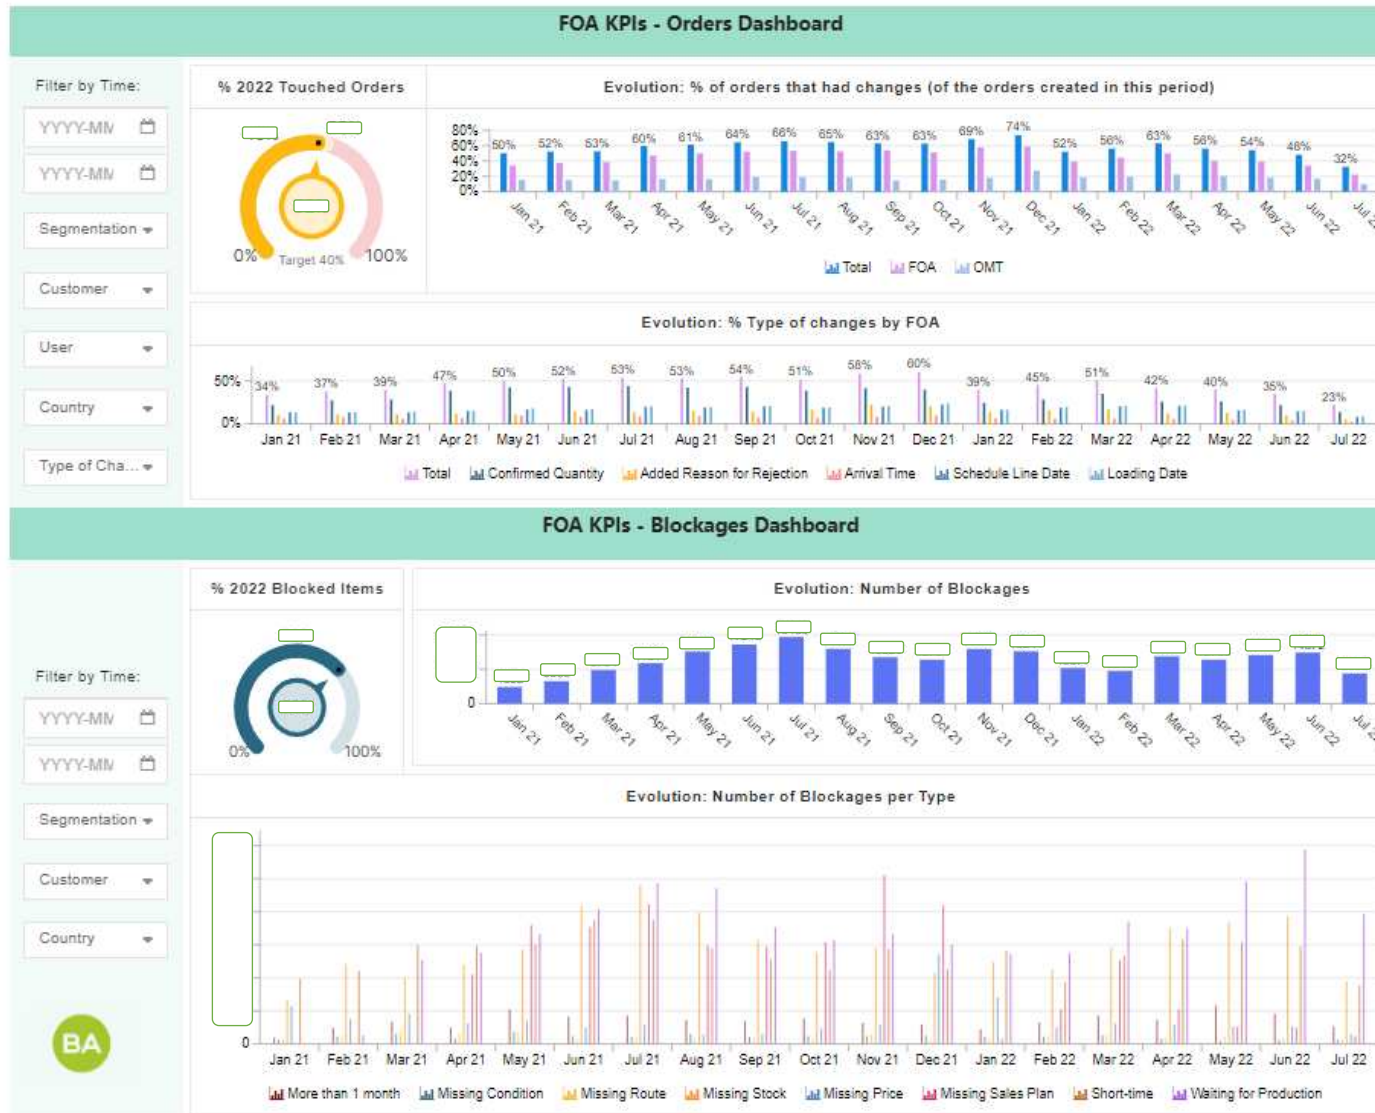 FOA KPIs - Orders Dashboard
Filter by Time:
YYYY-MM
YYYY-MM
Segmentation
Customer
User
Country
Type of Cha...
% 2022 Touched Orders
0%
Target 40%
100%
Evolution: % of orders that had changes (of the orders created in this period)
80%
60%
40%
20%
0%
50% 52% 53% 60% 61% 64% 66% 65% 63% 63% 69% 74% 52% 56% 63% 56% 54% 46% 32%
Jan 21 Feb 21 Mar 21 Apr 21 May 21 Jun 21 Jul 21 Aug 21 Sep 21 Oct 21 Nov 21 Dec 21 Jan 22 Feb 22 Mar 22 Apr 22 May 22 Jun 22 Jul
Total FOA OMT
Evolution: % Type of changes by FOA
50%
0%
34% 37% 39% 47% 50% 52% 53% 53% 54% 51% 58% 60% 39% 45% 51% 42% 40% 35% 23%
Jan 21 Feb 21 Mar 21 Apr 21 May 21 Jun 21 Jul 21 Aug 21 Sep 21 Oct 21 Nov 21 Dec 21 Jan 22 Feb 22 Mar 22 Apr 22 May 22 Jun 22 Jul 22
Total Confirmed Quantity Added Reason for Rejection Arrival Time Schedule Line Date Loading Date
FOA KPIs - Blockages Dashboard
Filter by Time:
YYYY-MM
YYYY-MM
Segmentation
Customer
Country
BA
% 2022 Blocked Items
0%
100%
Evolution: Number of Blockages
0
Jan 21 Feb 21 Mar 21 Apr 21 May 21 Jun 21 Jul 21 Aug 21 Sep 21 Oct 21 Nov 21 Dec 21 Jan 22 Feb 22 Mar 22 Apr 22 May 22 Jun 22 Jul
Evolution: Number of Blockages per Type
0
Jan 21 Feb 21 Mar 21 Apr 21 May 21 Jun 21 Jul 21 Aug 21 Sep 21 Oct 21 Nov 21 Dec 21 Jan 22 Feb 22 Mar 22 Apr 22 May 22 Jun 22 Jul 22
More than 1 month Missing Condition Missing Route Missing Stock Missing Price Missing Sales Plan Short-time Waiting for Production